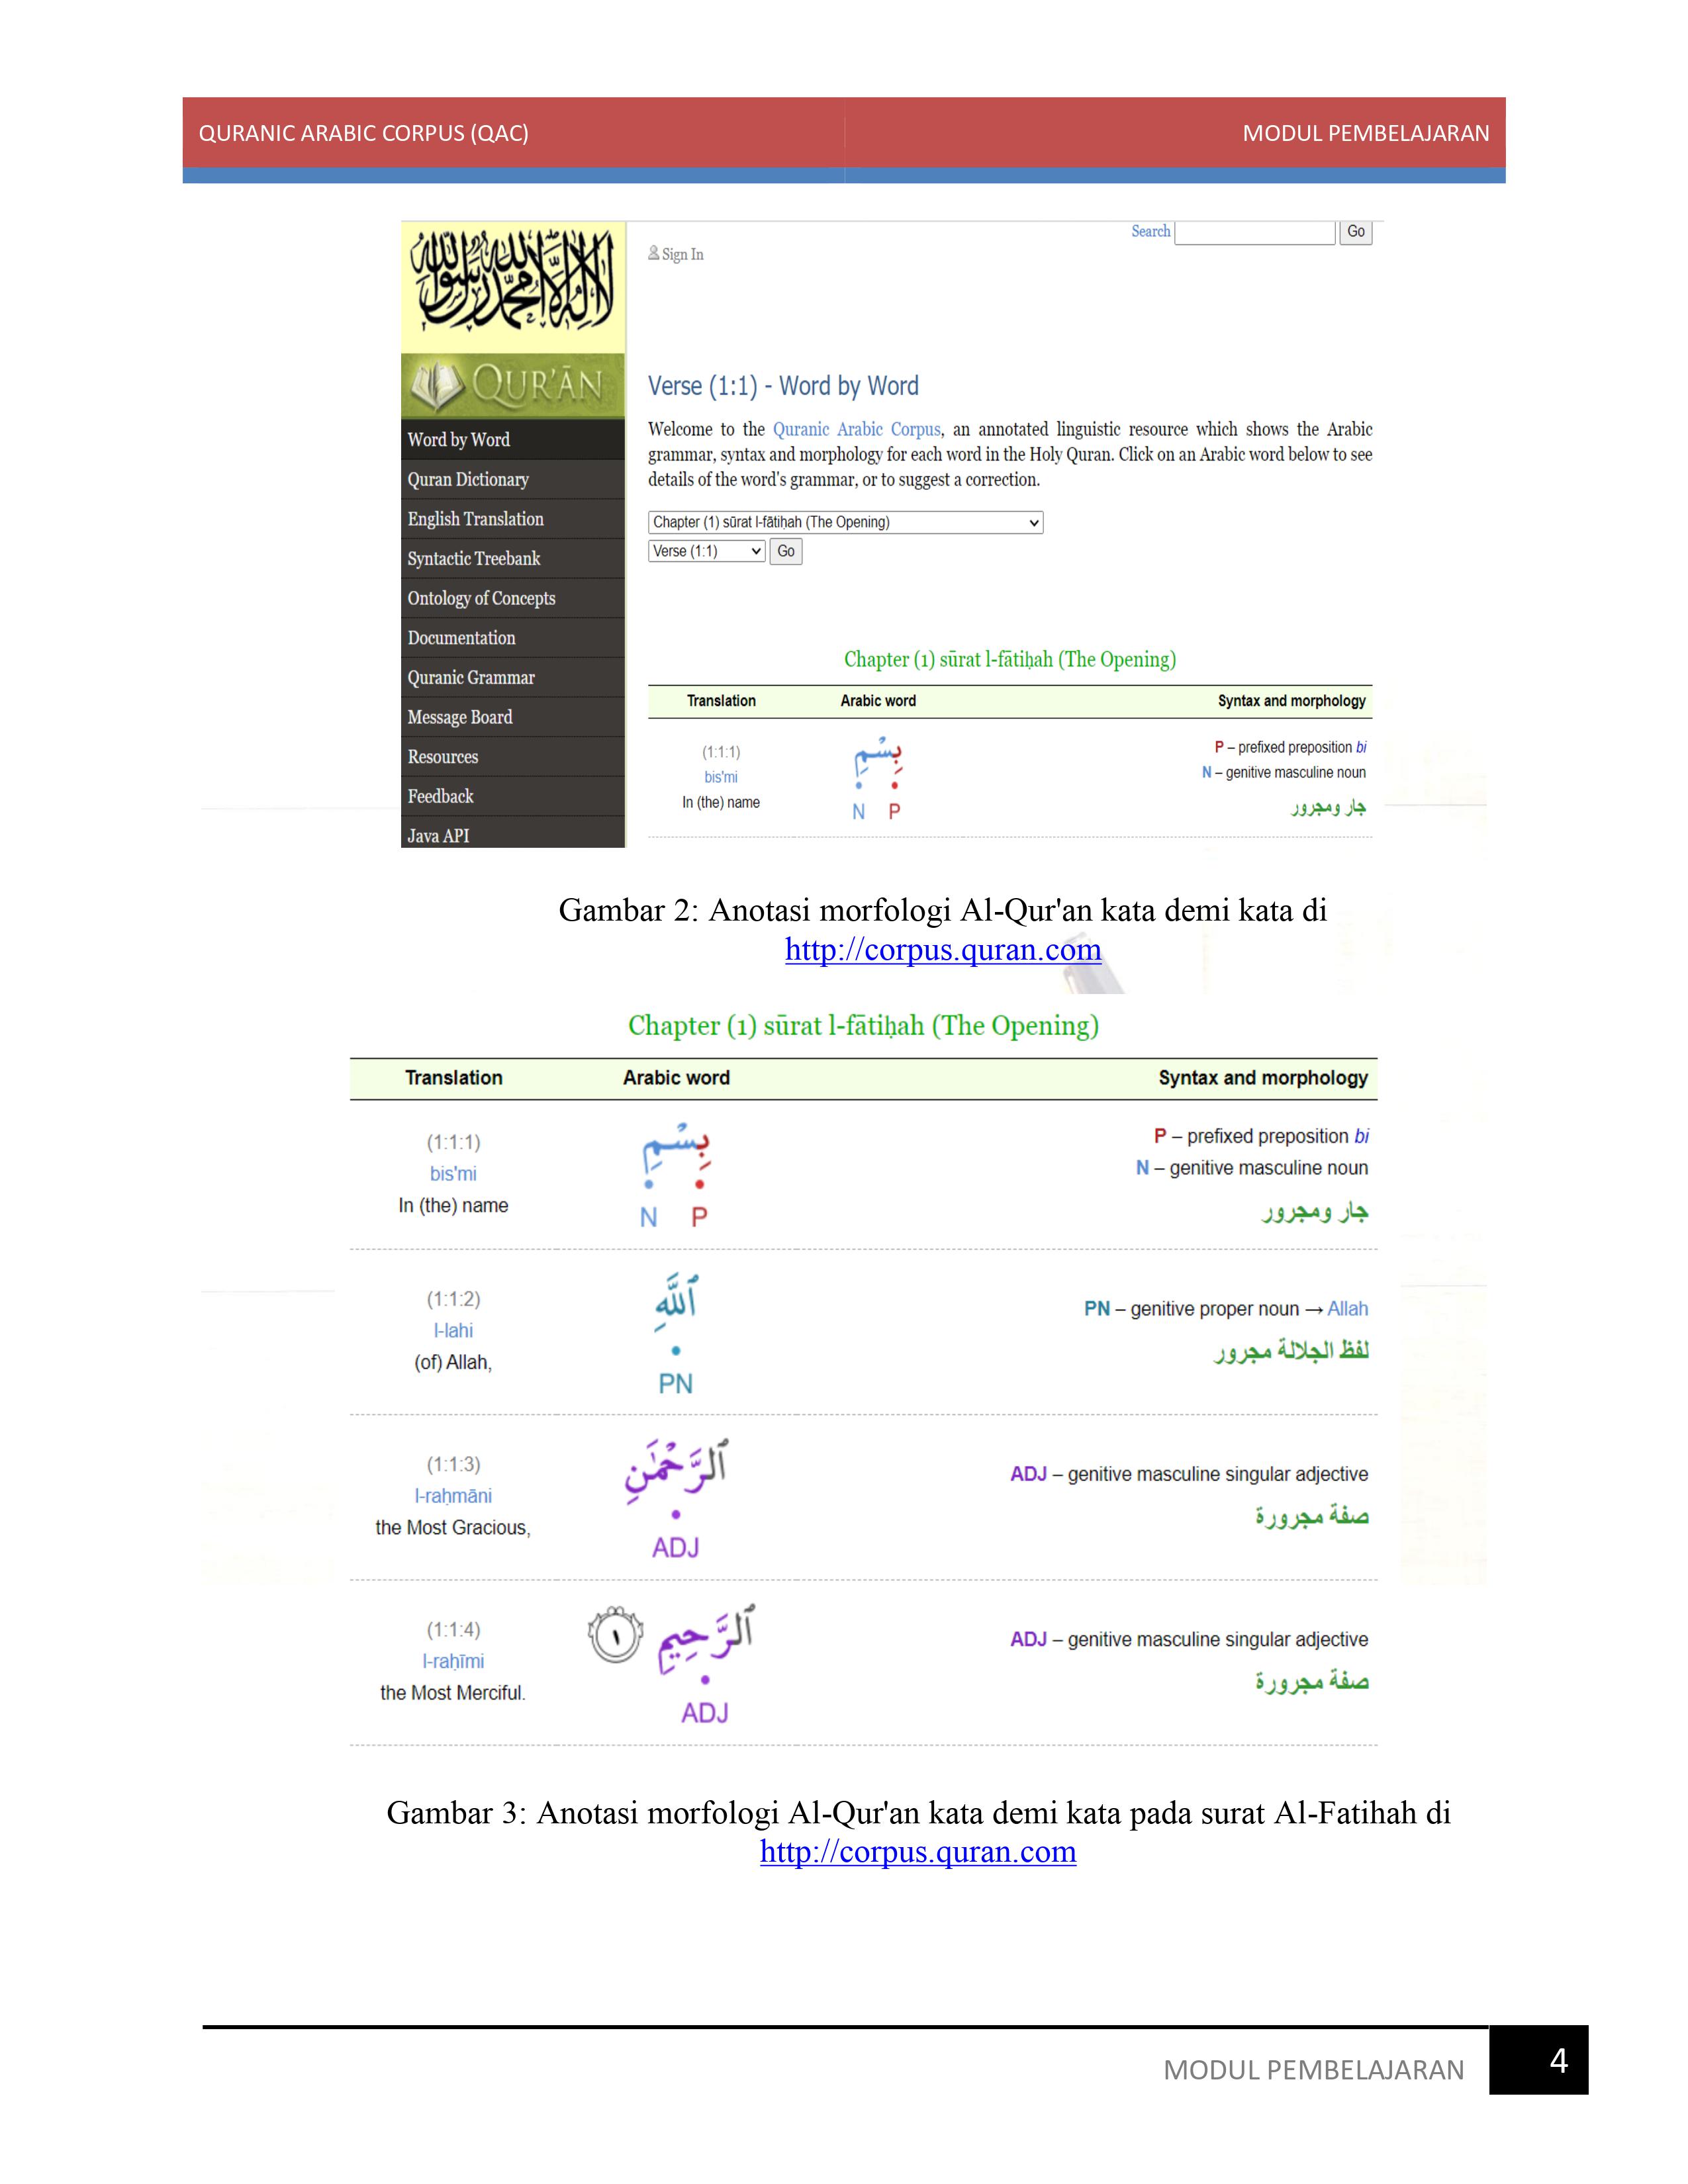 QURANIC ARABIC CORPUS (QAC) MODUL PEMBELAJARAN
لا إله إلا الله محمد رسول الله
Search Go
Sign In
QUR'ĀN
Word by Word
Quran Dictionary
English Translation
Syntactic Treebank
Ontology of Concepts
Documentation
Quranic Grammar
Message Board
Resources
Feedback
Java API
Verse (1:1) - Word by Word
Welcome to the Quranic Arabic Corpus, an annotated linguistic resource which shows the Arabic
grammar, syntax and morphology for each word in the Holy Quran. Click on an Arabic word below to see
details of the word's grammar, or to suggest a correction.
Chapter (1) sūrat l-fātiḥah (The Opening)
Verse (1:1) Go
Chapter (1) sūrat l-fātiḥah (The Opening)
Translation Arabic word Syntax and morphology
(1:1:1)
bis'mi
In (the) name
بِسْمِ
N P
P – prefixed preposition bi
N – genitive masculine noun
جار ومجرور
Gambar 2: Anotasi morfologi Al-Qur'an kata demi kata di
http://corpus.quran.com
Chapter (1) sūrat l-fātiḥah (The Opening)
Translation Arabic word Syntax and morphology
(1:1:1)
bis'mi
In (the) name
بِسْمِ
N P
P – prefixed preposition bi
N – genitive masculine noun
جار ومجرور
(1:1:2)
l-lahi
(of) Allah,
ٱللَّهِ
PN
PN – genitive proper noun → Allah
لفظ الجلالة مجرور
(1:1:3)
l-raḥmāni
the Most Gracious,
ٱلرَّحْمَٰنِ
ADJ
ADJ – genitive masculine singular adjective
صفة مجرورة
(1:1:4)
l-raḥīmi
the Most Merciful.
ٱلرَّحِيمِ ١
ADJ
ADJ – genitive masculine singular adjective
صفة مجرورة
Gambar 3: Anotasi morfologi Al-Qur'an kata demi kata pada surat Al-Fatihah di
http://corpus.quran.com
MODUL PEMBELAJARAN 4